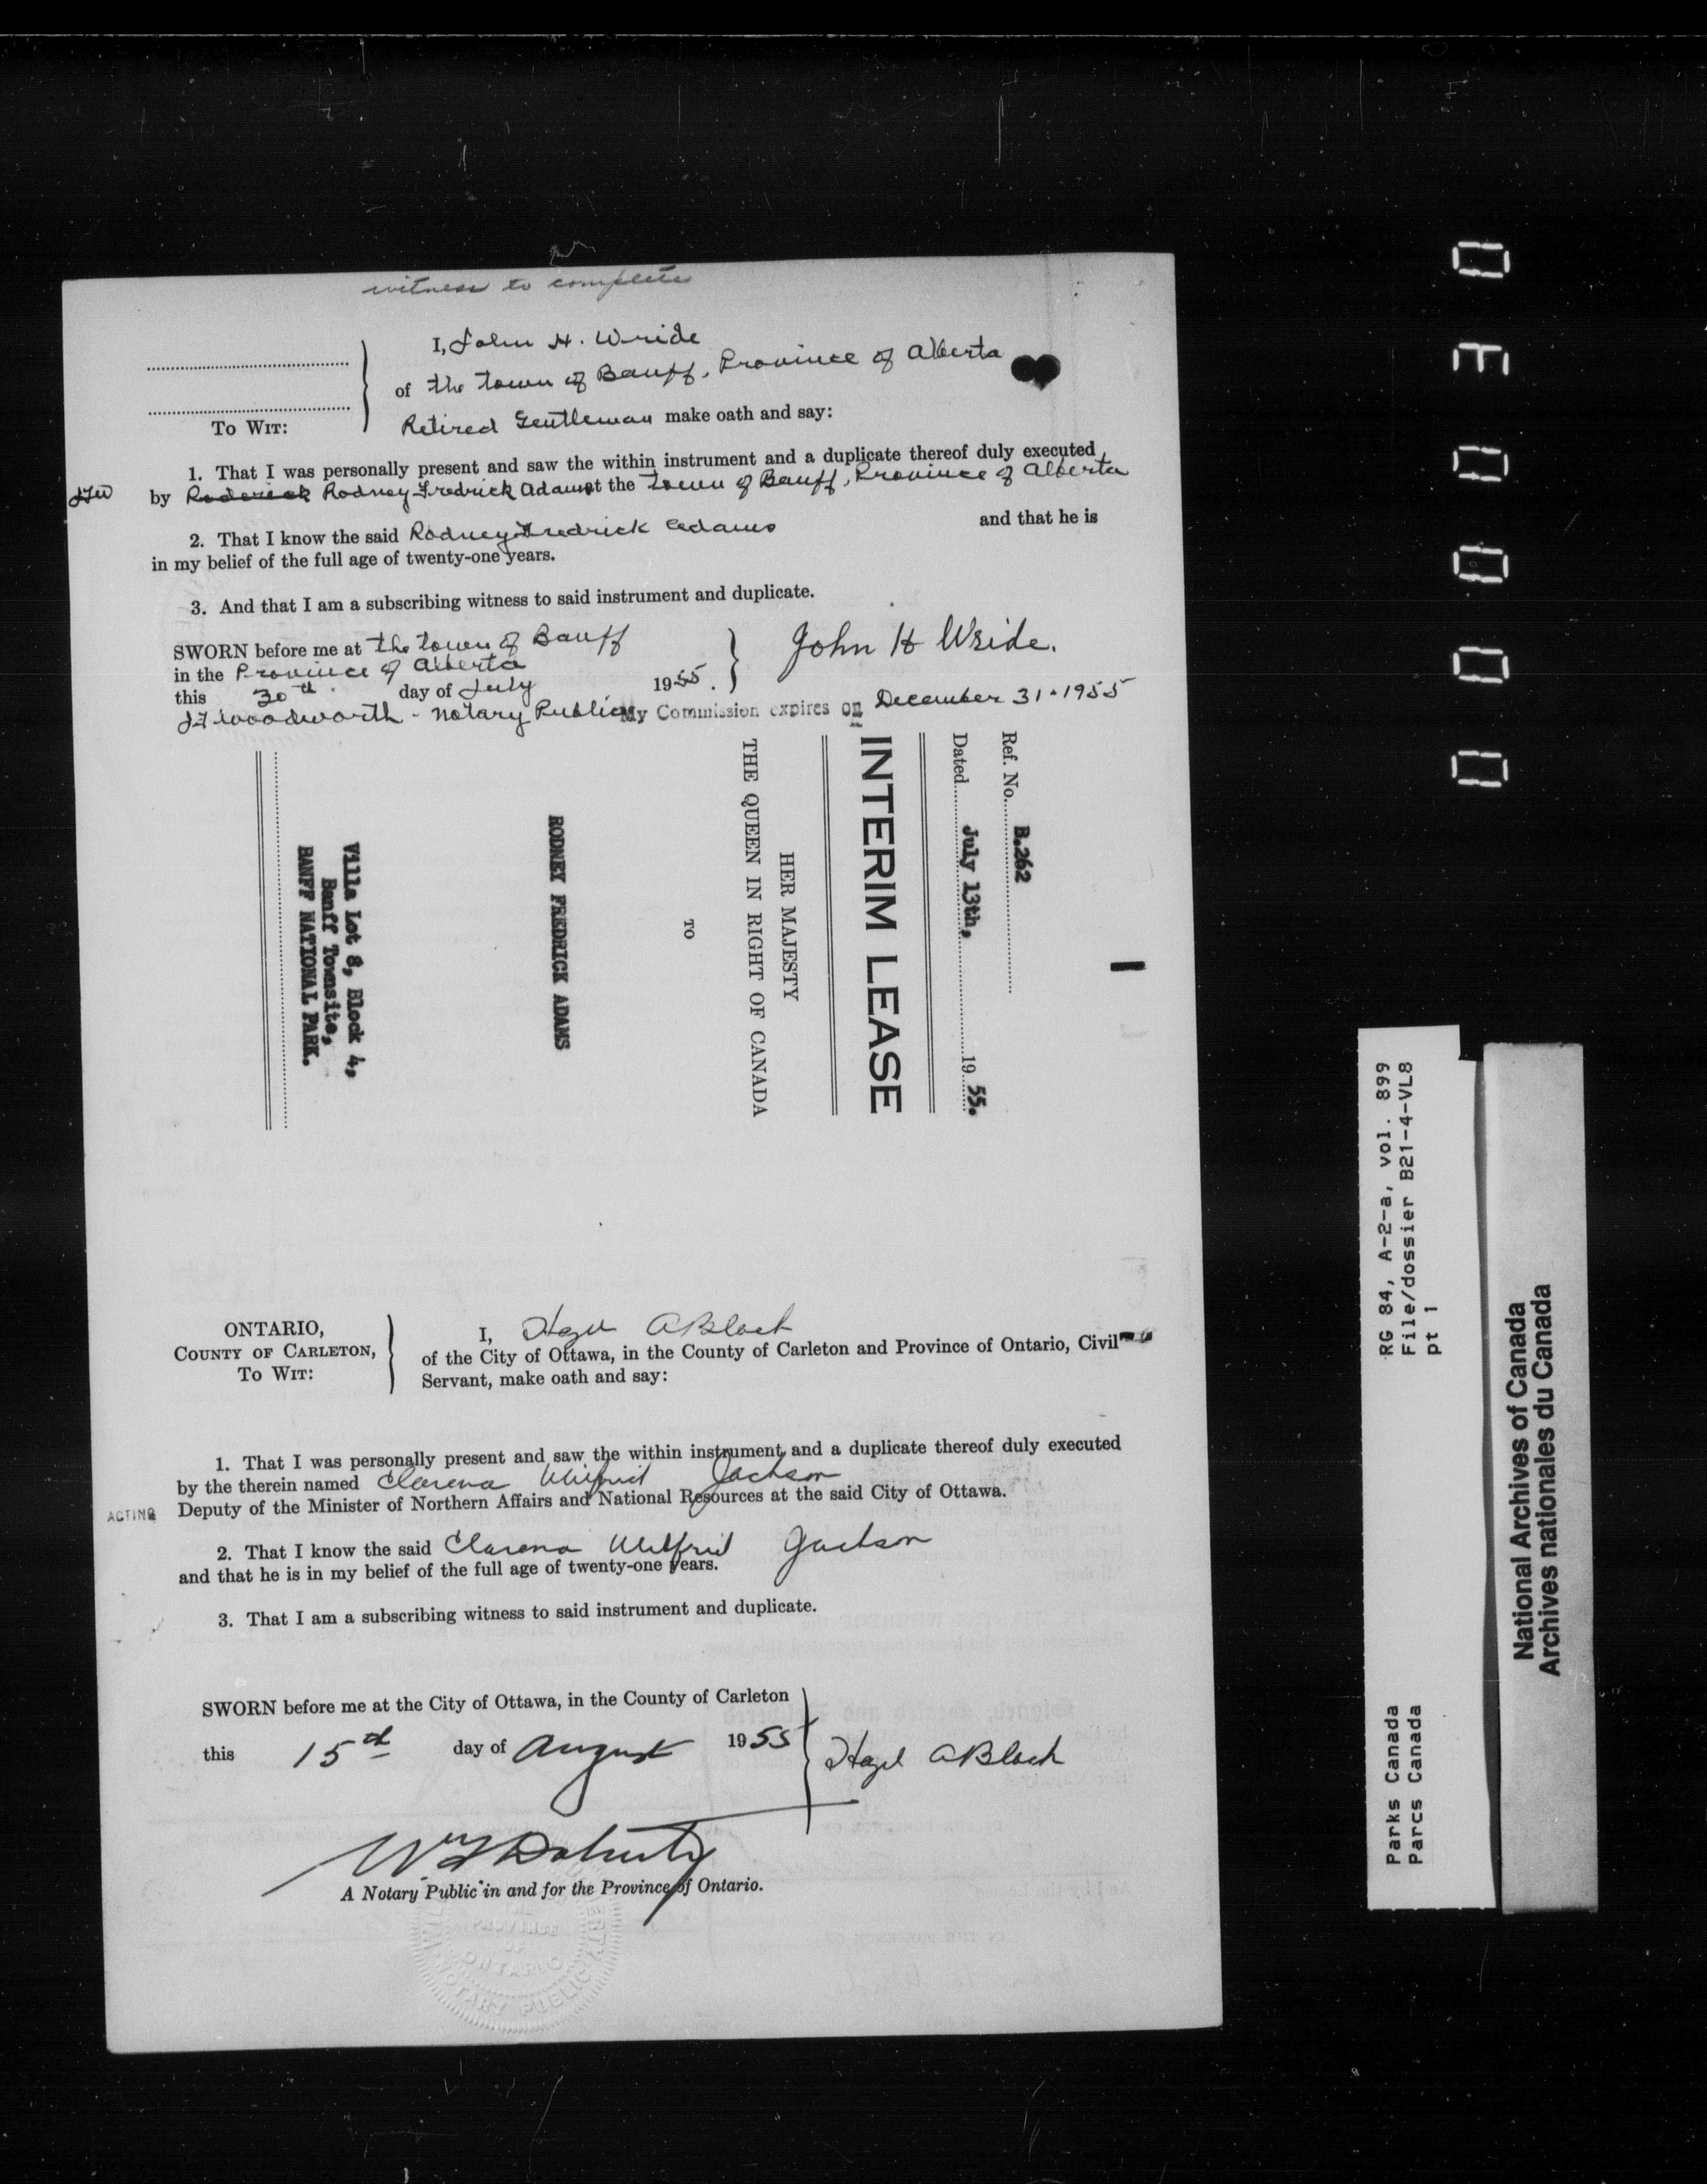 witness to complete
I, John H. Wride
of the town of Banff, Province of Alberta
To Wit:
Retired Gentleman make oath and say:
1. That I was personally present and saw the within instrument and a duplicate thereof duly executed
JFW by Roderick Rodney Fredrick Adams at the town of Banff, Province of Alberta
2. That I know the said Rodney Fredrick Adams and that he is
in my belief of the full age of twenty-one years.
3. And that I am a subscribing witness to said instrument and duplicate.
SWORN before me at the town of Banff
in the Province of Alberta
this 30th day of July 1955.
John H Wride.
JF Woodworth - Notary Public My Commission expires on December 31 - 1955
Ref. No. B.262
Dated July 13th, 19 55.
INTERIM LEASE
HER MAJESTY
THE QUEEN IN RIGHT OF CANADA
TO
RODNEY FREDRICK ADAMS
Villa Lot 8, Block 4,
Banff Townsite,
BANFF NATIONAL PARK.
ONTARIO,
County of Carleton,
To Wit:
I, Hazel A Black
of the City of Ottawa, in the County of Carleton and Province of Ontario, Civil
Servant, make oath and say:
1. That I was personally present and saw the within instrument and a duplicate thereof duly executed
by the therein named Clarence Wilfrid Jackson
ACTING Deputy of the Minister of Northern Affairs and National Resources at the said City of Ottawa.
2. That I know the said Clarence Wilfrid Jackson
and that he is in my belief of the full age of twenty-one years.
3. That I am a subscribing witness to said instrument and duplicate.
SWORN before me at the City of Ottawa, in the County of Carleton
this 15th day of August 1955
Hazel A Black
Wm Doherty
A Notary Public in and for the Province of Ontario.
THE
PROVINCE
OF
ONTARIO
NOTARY PUBLIC
RG 84, A-2-a, vol. 899
File/dossier B21-4-VL8
pt 1
Parks Canada
Parcs Canada
National Archives of Canada
Archives nationales du Canada